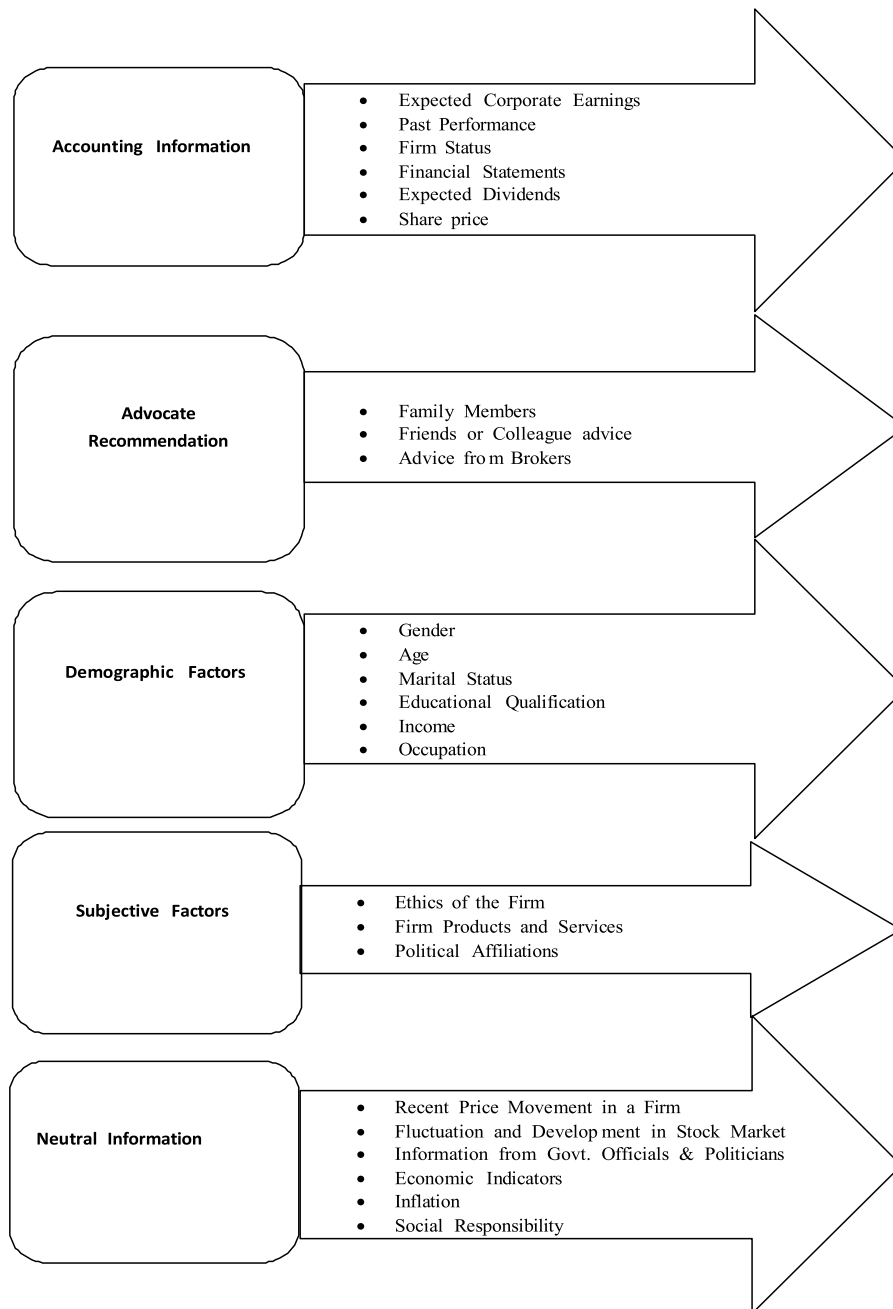 Accounting Information
• Expected Corporate Earnings
• Past Performance
• Firm Status
• Financial Statements
• Expected Dividends
• Share price
Advocate
Recommendation
• Family Members
• Friends or Colleague advice
• Advice from Brokers
Demographic Factors
• Gender
• Age
• Marital Status
• Educational Qualification
• Income
• Occupation
Subjective Factors
• Ethics of the Firm
• Firm Products and Services
• Political Affiliations
Neutral Information
• Recent Price Movement in a Firm
• Fluctuation and Development in Stock Market
• Information from Govt. Officials & Politicians
• Economic Indicators
• Inflation
• Social Responsibility